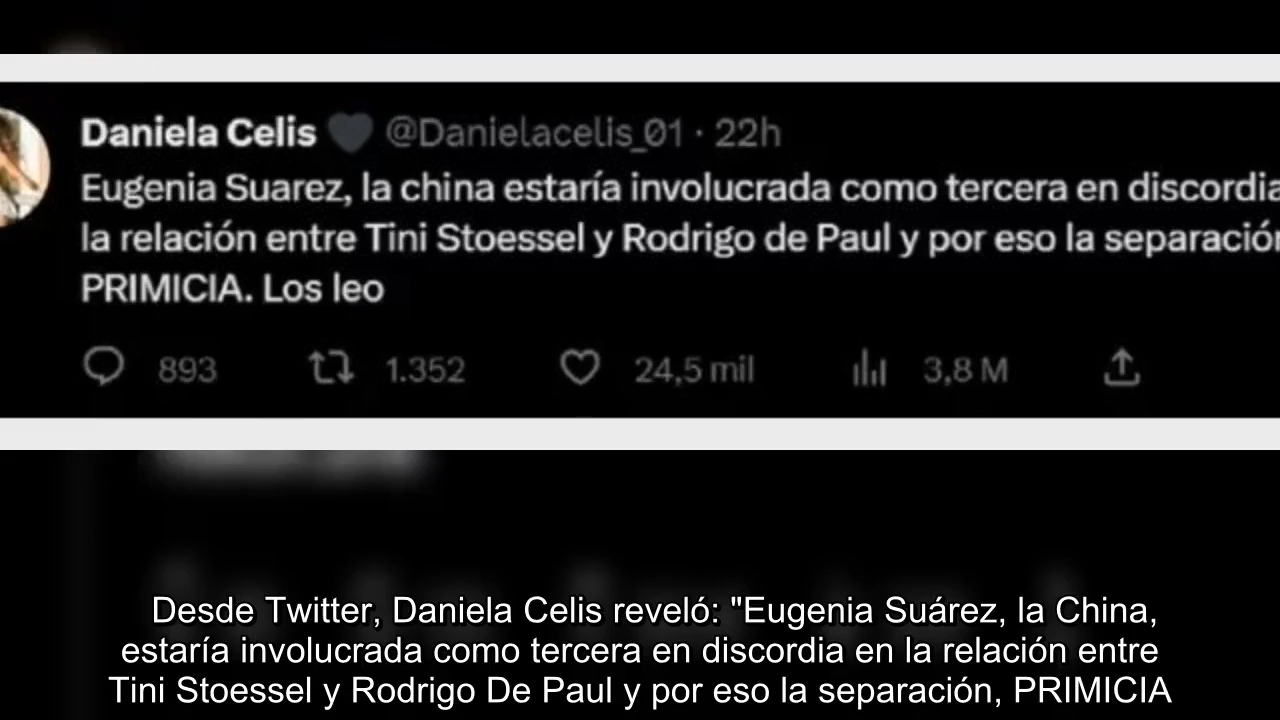 Daniela Celis 🖤 @Danielacelis_01 · 22h
Eugenia Suarez, la china estaría involucrada como tercera en discordia
la relación entre Tini Stoessel y Rodrigo de Paul y por eso la separación
PRIMICIA. Los leo
893 1.352 24,5 mil 3,8 M
Desde Twitter, Daniela Celis reveló: "Eugenia Suárez, la China,
estaría involucrada como tercera en discordia en la relación entre
Tini Stoessel y Rodrigo De Paul y por eso la separación, PRIMICIA